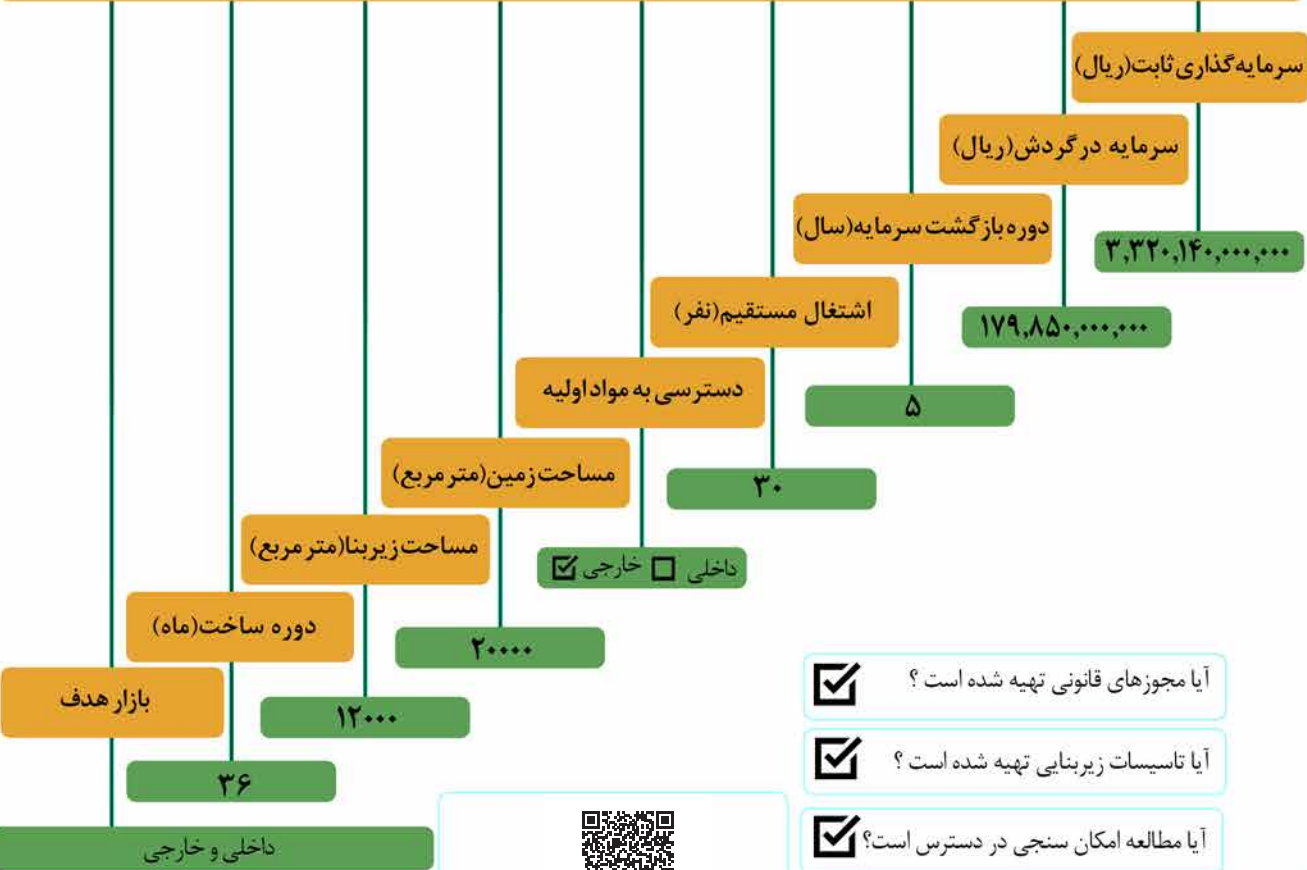 سرمایه‌گذاری ثابت(ریال)
۳,۳۲۰,۱۴۰,۰۰۰,۰۰۰
سرمایه در گردش(ریال)
۱۷۹,۸۵۰,۰۰۰,۰۰۰
دوره بازگشت سرمایه(سال)
۵
اشتغال مستقیم(نفر)
۳۰
دسترسی به مواد اولیه
داخلی ☐ خارجی ☑
مساحت زمین(متر مربع)
۲۰۰۰۰
مساحت زیربنا(متر مربع)
۱۲۰۰۰
دوره ساخت(ماه)
۳۶
بازار هدف
داخلی و خارجی
آیا مجوزهای قانونی تهیه شده است ؟ ☑
آیا تاسیسات زیربنایی تهیه شده است ؟ ☑
آیا مطالعه امکان سنجی در دسترس است؟ ☑